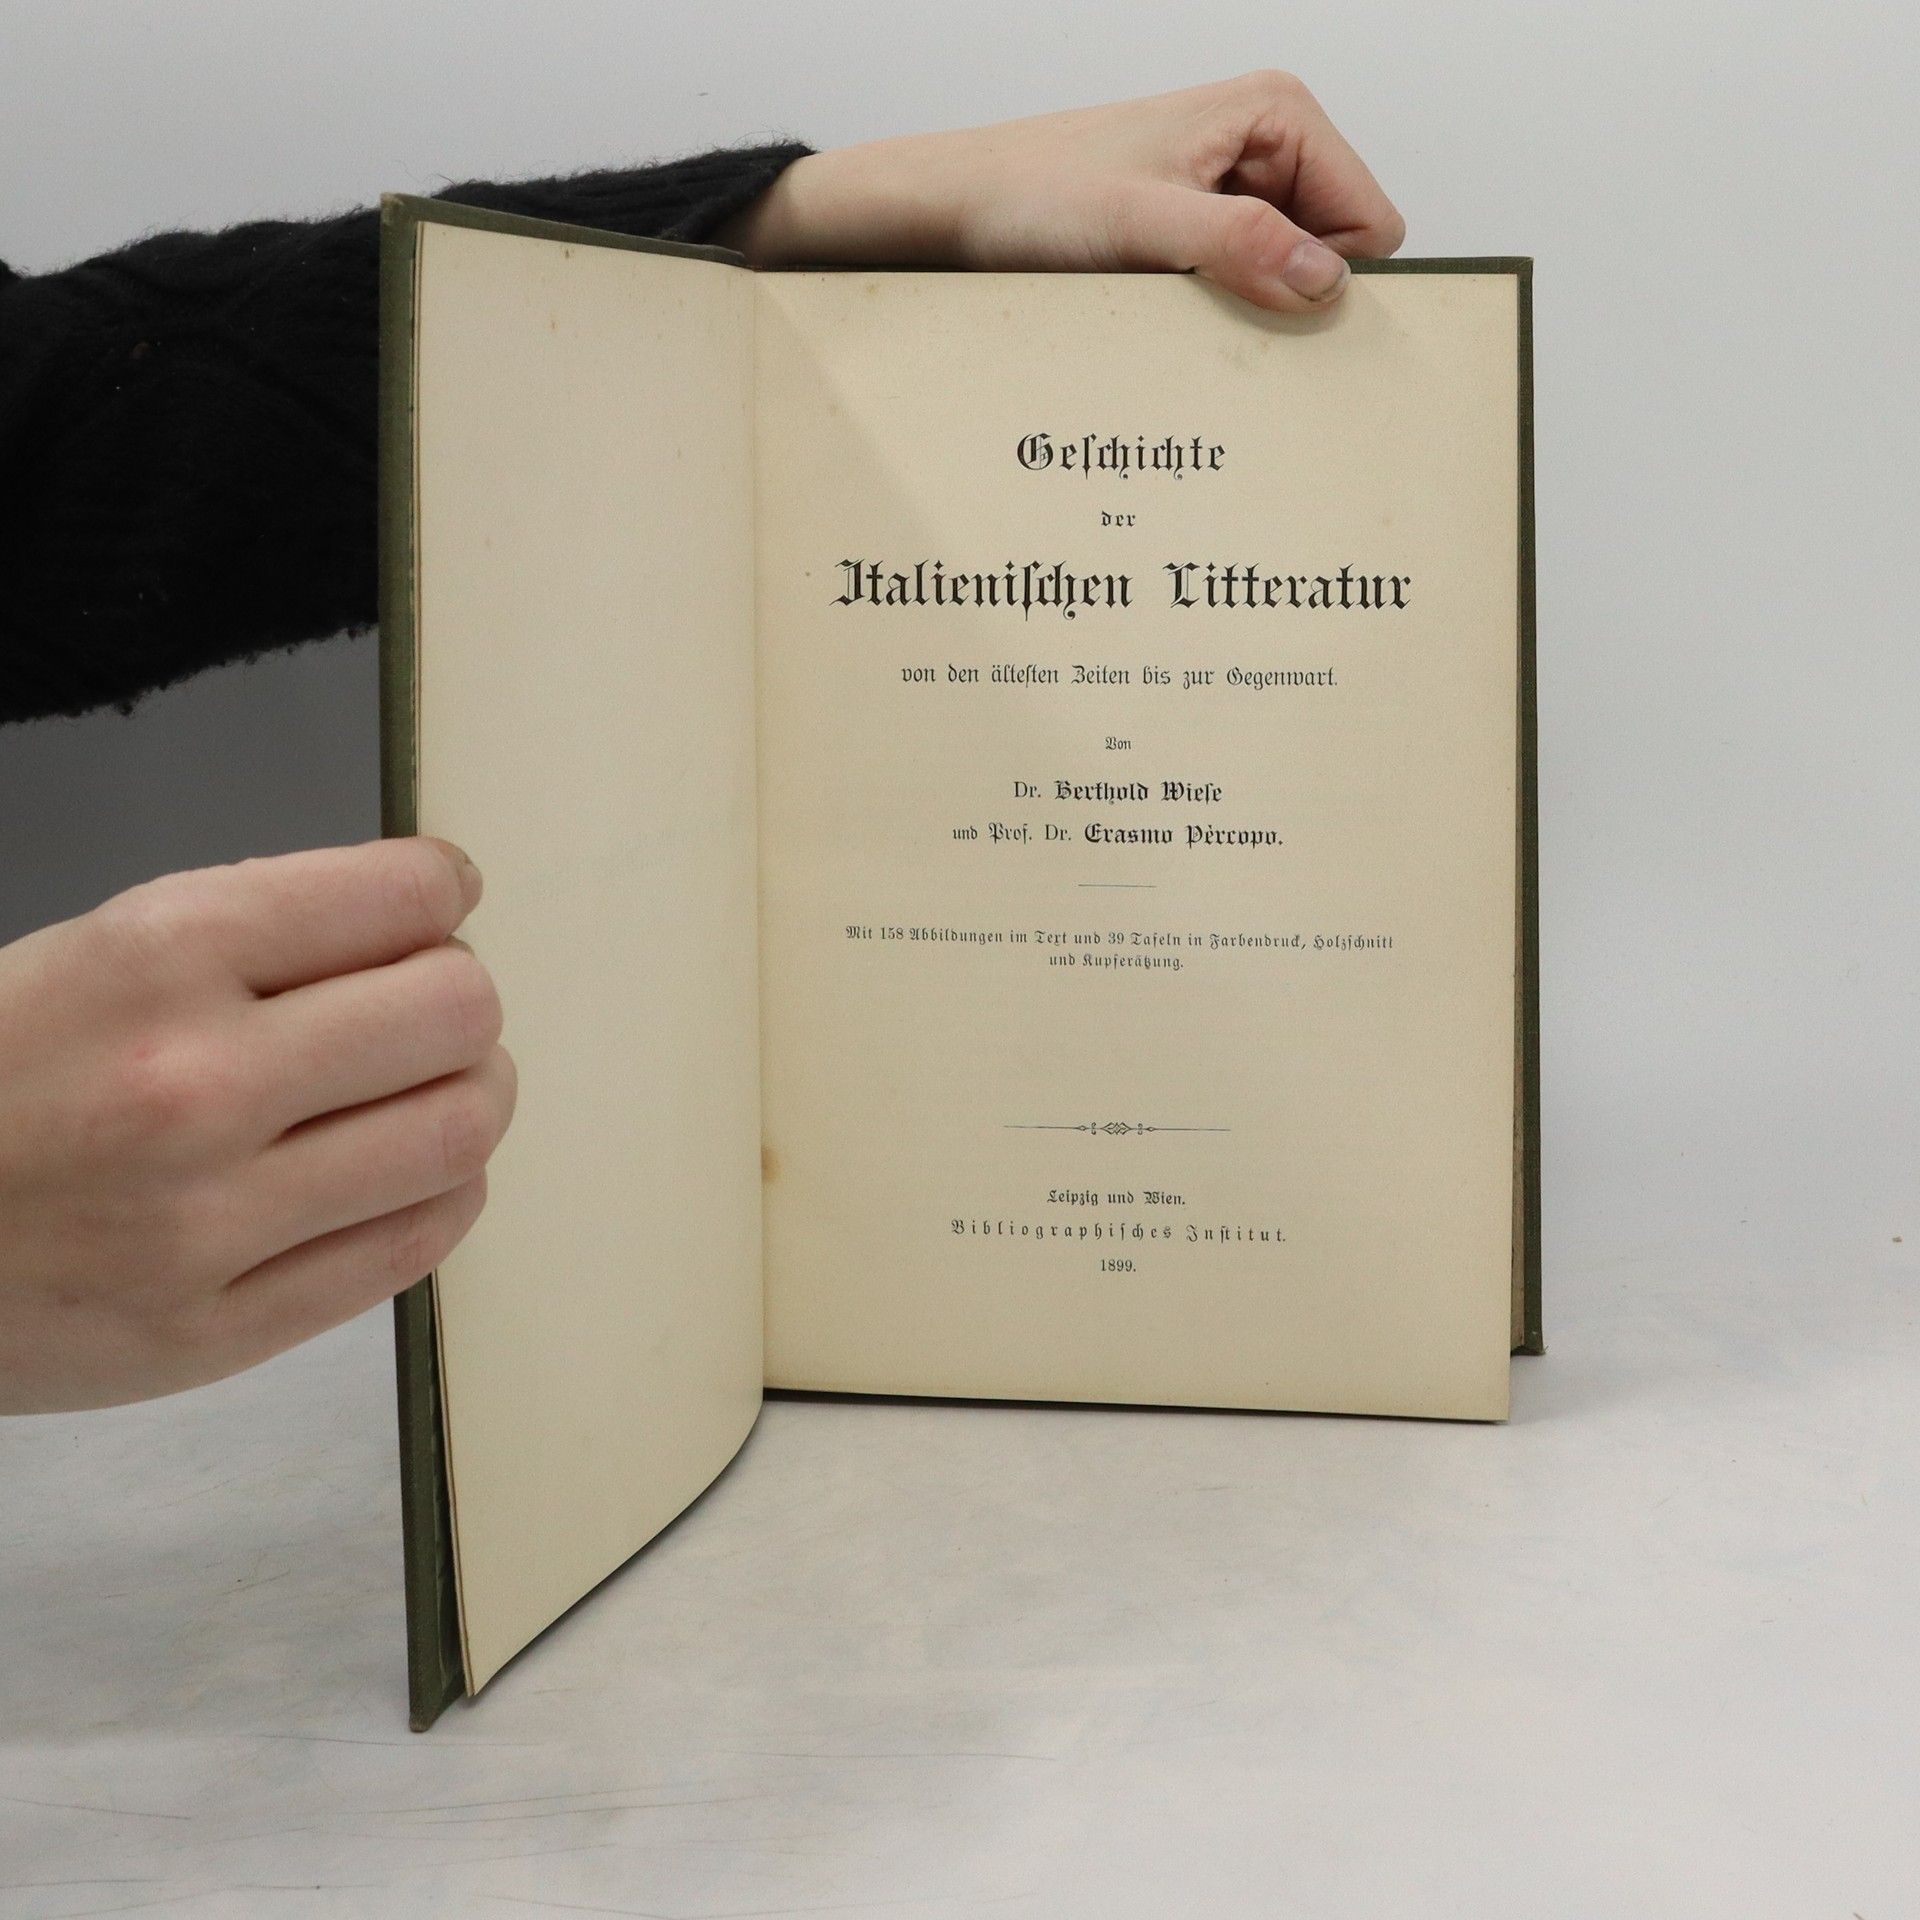 Geſchichte
der
Italieniſchen Litteratur
von den älteſten Zeiten bis zur Gegenwart.
Von
Dr. Berthold Wieſe
und Prof. Dr. Erasmo Pèrcopo.
Mit 158 Abbildungen im Text und 39 Tafeln in Farbendruck, Holzſchnitt
und Kupferätzung.
Leipzig und Wien.
Bibliographiſches Inſtitut.
1899.